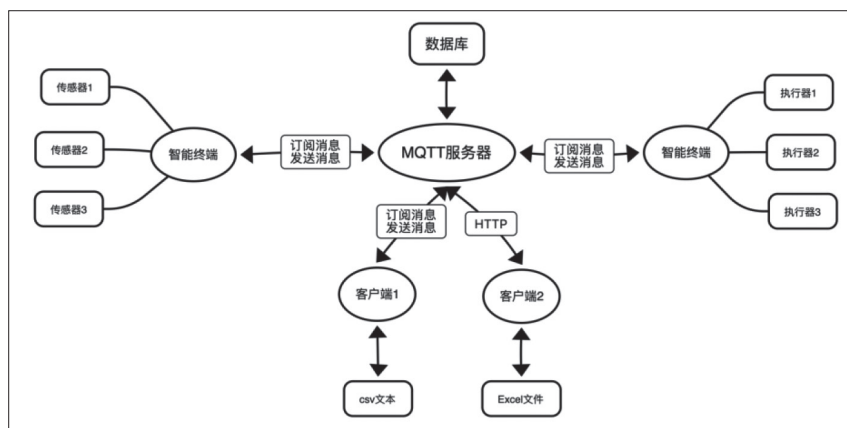 数据库
传感器1
传感器2
传感器3
智能终端
订阅消息
发送消息
MQTT服务器
订阅消息
发送消息
智能终端
执行器1
执行器2
执行器3
订阅消息
发送消息
HTTP
客户端1
客户端2
csv文本
Excel文件